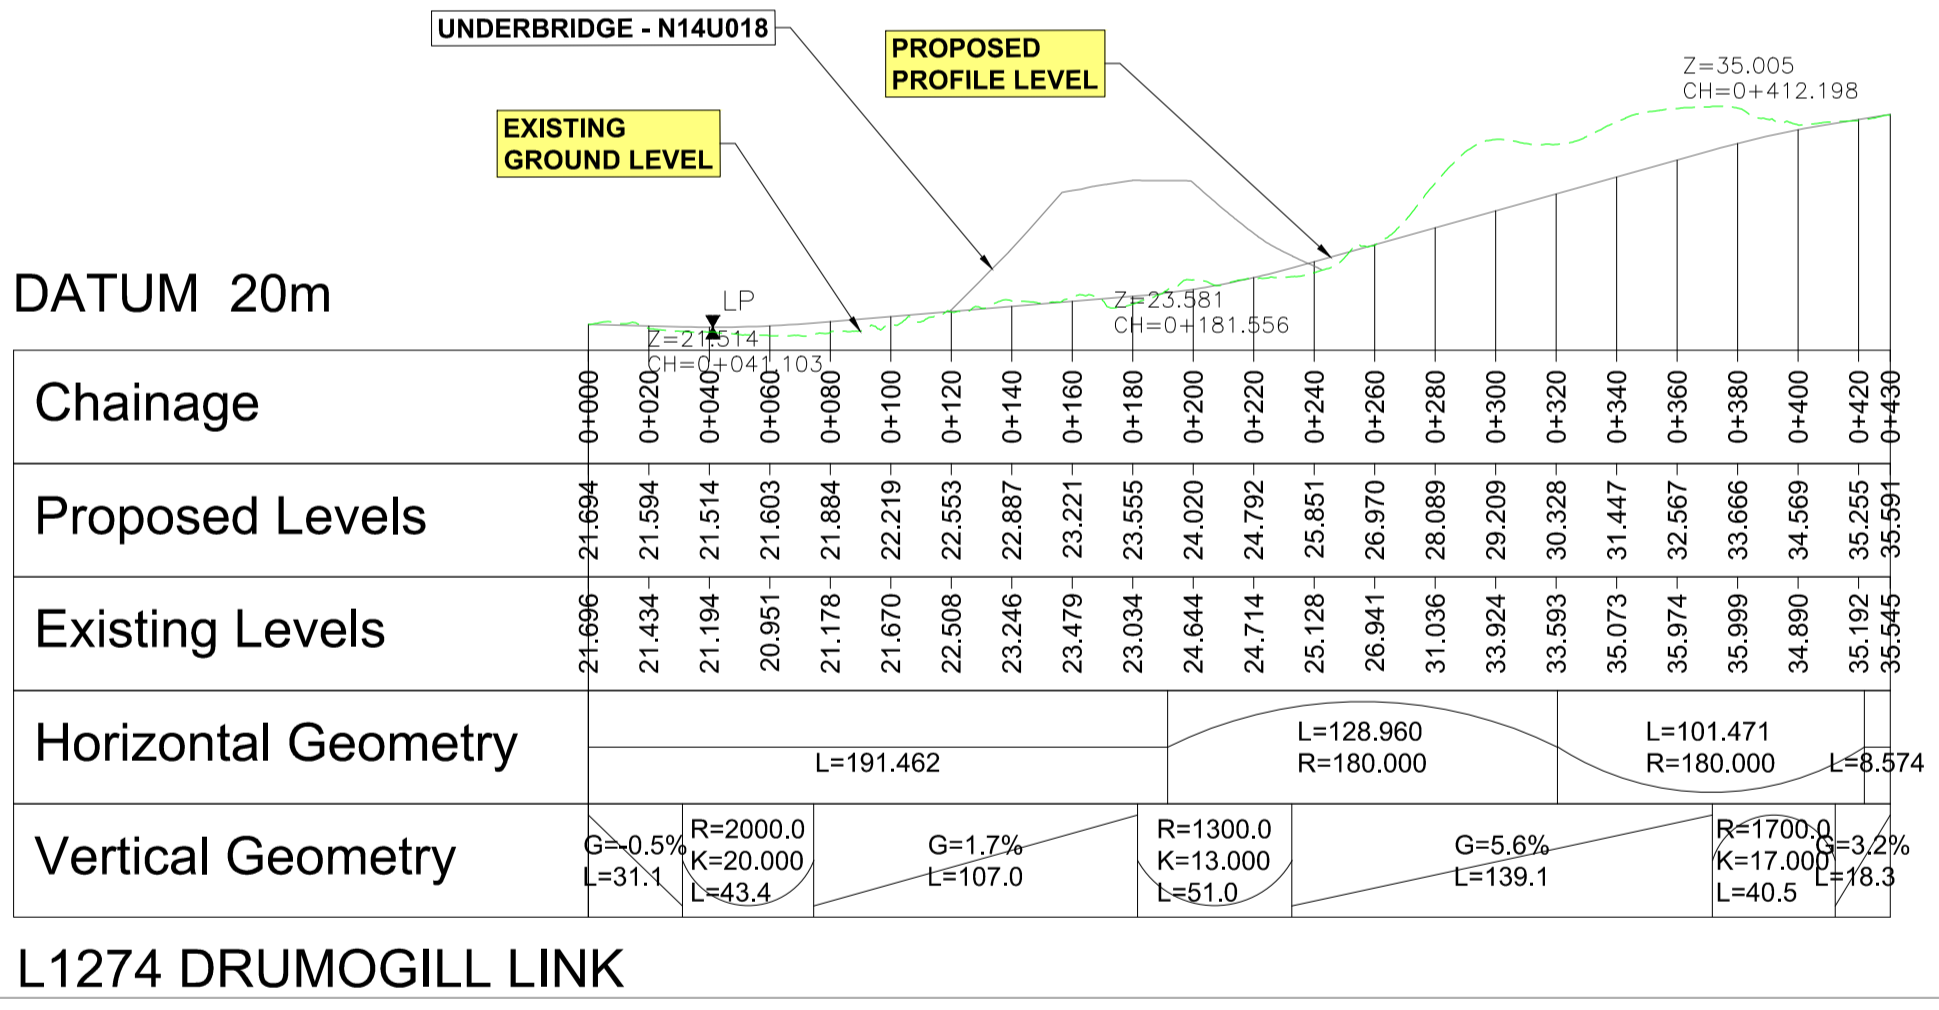 UNDERBRIDGE - N14U018
PROPOSED
PROFILE LEVEL
Z=35.005
CH=0+412.198
EXISTING
GROUND LEVEL
DATUM 20m
LP
Z=21.514
CH=0+041.103
Z=23.581
CH=0+181.556
Chainage 0+000 0+020 0+040 0+060 0+080 0+100 0+120 0+140 0+160 0+180 0+200 0+220 0+240 0+260 0+280 0+300 0+320 0+340 0+360 0+380 0+400 0+420 0+430
Proposed Levels 21.694 21.594 21.514 21.603 21.884 22.219 22.553 22.887 23.221 23.555 24.020 24.792 25.851 26.970 28.089 29.209 30.328 31.447 32.567 33.666 34.569 35.255 35.591
Existing Levels 21.696 21.434 21.194 20.951 21.178 21.670 22.508 23.246 23.479 23.034 24.644 24.714 25.128 26.941 31.036 33.924 33.593 35.073 35.974 35.999 34.890 35.192 35.545
Horizontal Geometry
L=191.462
L=128.960
R=180.000
L=101.471
R=180.000
L=8.574
Vertical Geometry
G=-0.5%
L=31.1
R=2000.0
K=20.000
L=43.4
G=1.7%
L=107.0
R=1300.0
K=13.000
L=51.0
G=5.6%
L=139.1
R=1700.0
K=17.000
L=40.5
G=3.2%
L=18.3
L1274 DRUMOGILL LINK